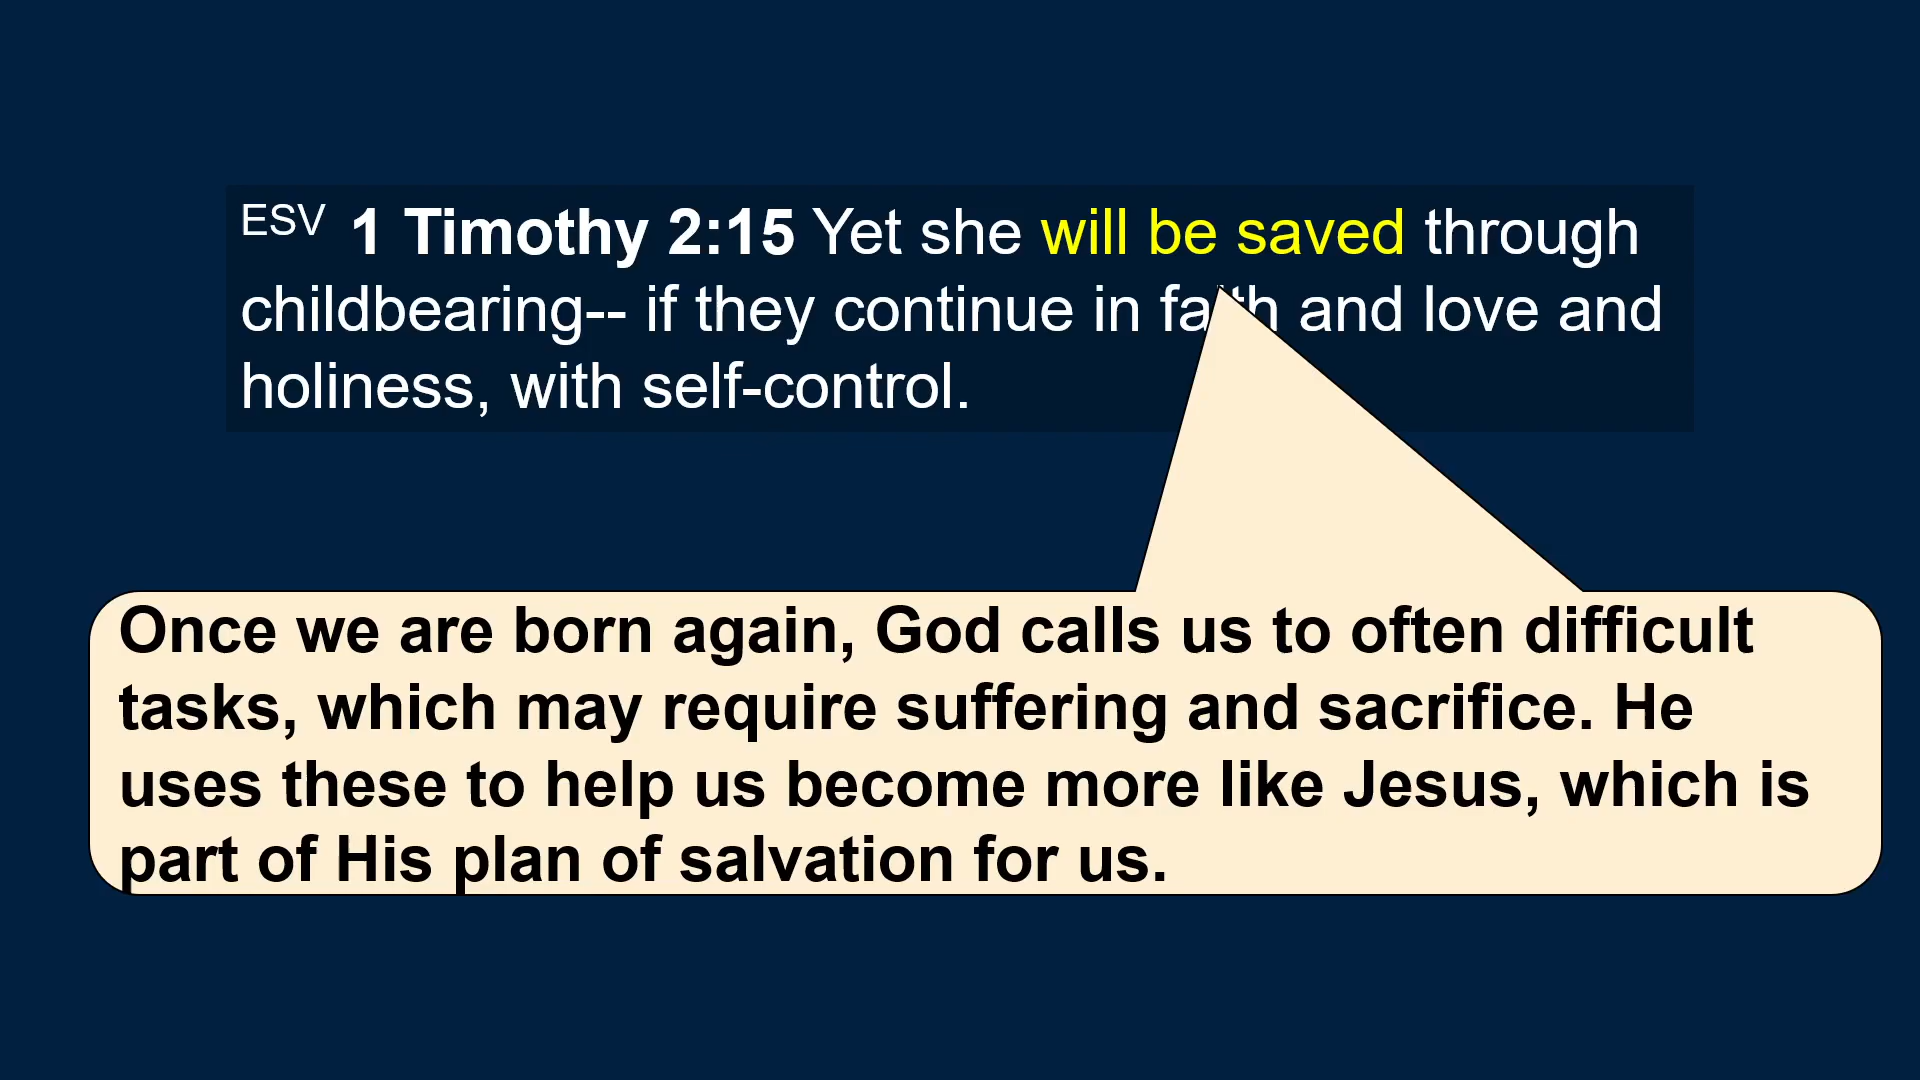 ESV 1 Timothy 2:15 Yet she will be saved through
childbearing-- if they continue in faith and love and
holiness, with self-control.
Once we are born again, God calls us to often difficult
tasks, which may require suffering and sacrifice. He
uses these to help us become more like Jesus, which is
part of His plan of salvation for us.